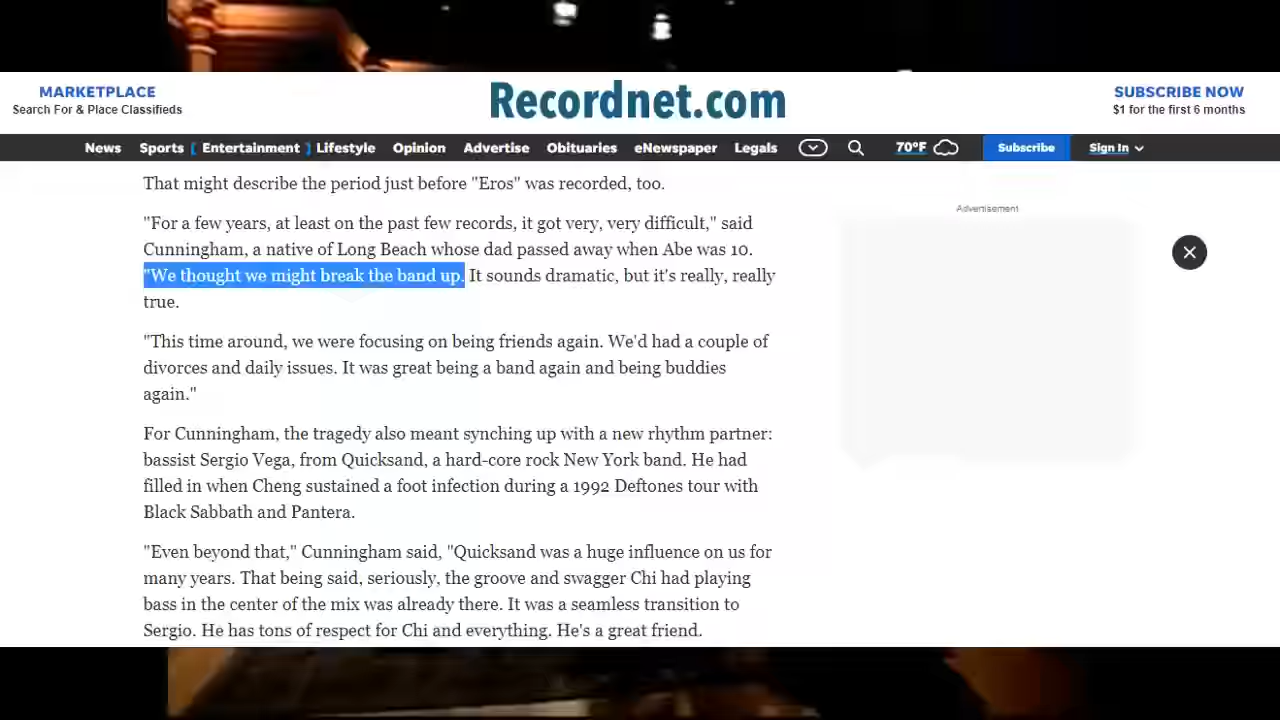 MARKETPLACE
Search For & Place Classifieds
Recordnet.com
SUBSCRIBE NOW
$1 for the first 6 months
News Sports Entertainment Lifestyle Opinion Advertise Obituaries eNewspaper Legals 70°F Subscribe Sign In
That might describe the period just before "Eros" was recorded, too.
Advertisement
"For a few years, at least on the past few records, it got very, very difficult," said
Cunningham, a native of Long Beach whose dad passed away when Abe was 10.
"We thought we might break the band up. It sounds dramatic, but it's really, really
true.
"This time around, we were focusing on being friends again. We'd had a couple of
divorces and daily issues. It was great being a band again and being buddies
again."
For Cunningham, the tragedy also meant synching up with a new rhythm partner:
bassist Sergio Vega, from Quicksand, a hard-core rock New York band. He had
filled in when Cheng sustained a foot infection during a 1992 Deftones tour with
Black Sabbath and Pantera.
"Even beyond that," Cunningham said, "Quicksand was a huge influence on us for
many years. That being said, seriously, the groove and swagger Chi had playing
bass in the center of the mix was already there. It was a seamless transition to
Sergio. He has tons of respect for Chi and everything. He's a great friend.